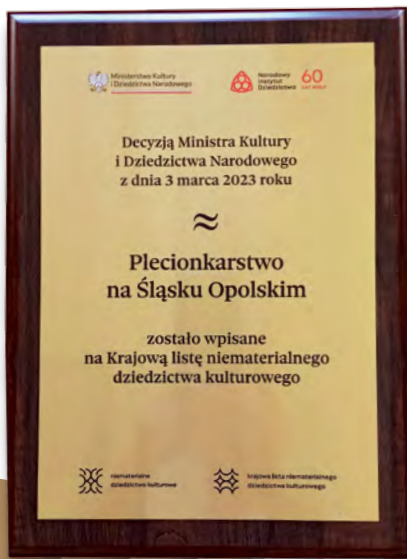 Ministerstwo Kultury
i Dziedzictwa Narodowego
Narodowy
Instytut
Dziedzictwa
60
Decyzją Ministra Kultury
i Dziedzictwa Narodowego
z dnia 3 marca 2023 roku
≈
Plecionkarstwo
na Śląsku Opolskim
zostało wpisane
na Krajową listę niematerialnego
dziedzictwa kulturowego
niematerialne
dziedzictwo kulturowe
krajowa lista niematerialnego
dziedzictwa kulturowego